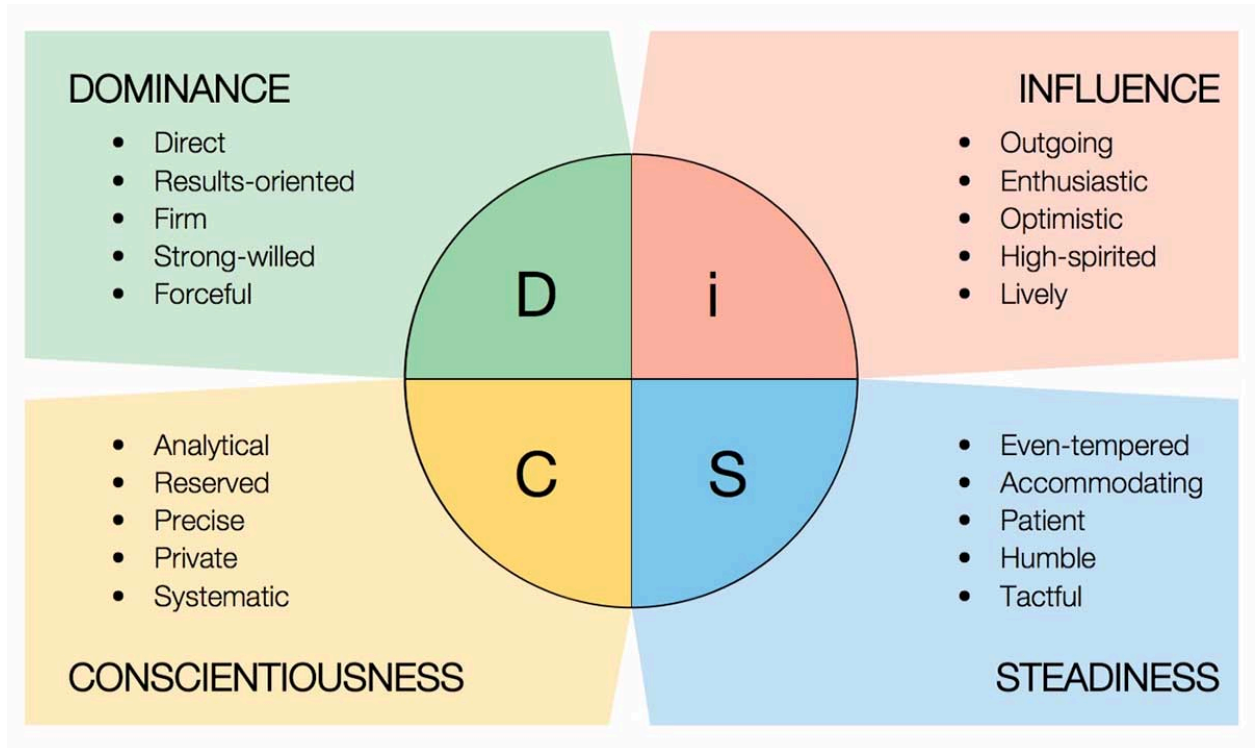 DOMINANCE
• Direct
• Results-oriented
• Firm
• Strong-willed
• Forceful
INFLUENCE
• Outgoing
• Enthusiastic
• Optimistic
• High-spirited
• Lively
D
i
C
S
• Analytical
• Reserved
• Precise
• Private
• Systematic
CONSCIENTIOUSNESS
• Even-tempered
• Accommodating
• Patient
• Humble
• Tactful
STEADINESS